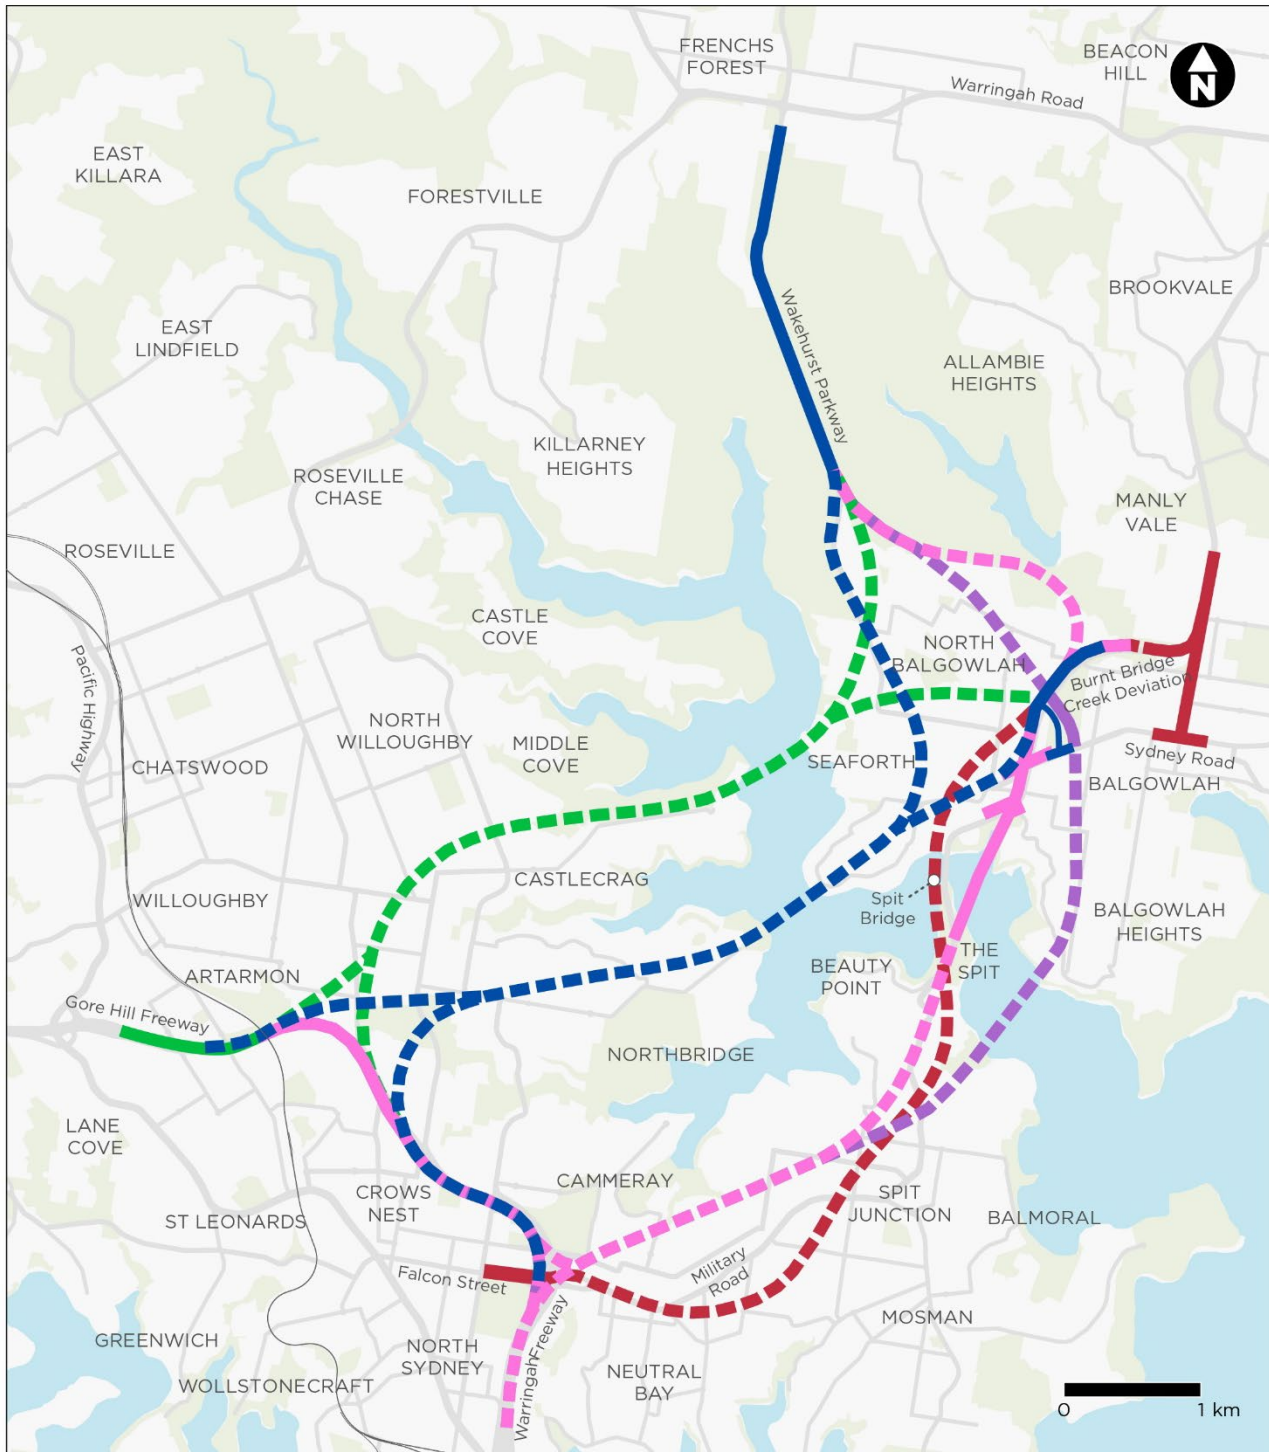 FRENCHS
FOREST
BEACON
HILL
N
Warringah Road
EAST
KILLARA
FORESTVILLE
BROOKVALE
EAST
LINDFIELD
Wakehurst Parkway
ALLAMBIE
HEIGHTS
KILLARNEY
HEIGHTS
ROSEVILLE
CHASE
MANLY
VALE
ROSEVILLE
CASTLE
COVE
NORTH
BALGOWLAH
Burnt Bridge
Creek Deviation
Pacific Highway
NORTH
WILLOUGHBY
MIDDLE
COVE
SEAFORTH
Sydney Road
CHATSWOOD
BALGOWLAH
CASTLECRAG
WILLOUGHBY
Spit
Bridge
BALGOWLAH
HEIGHTS
ARTARMON
BEAUTY
POINT
THE
SPIT
Gore Hill Freeway
NORTHBRIDGE
LANE
COVE
CAMMERAY
CROWS
NEST
SPIT
JUNCTION
ST LEONARDS
BALMORAL
Falcon Street
Military
Road
MOSMAN
GREENWICH
NORTH
SYDNEY
Warringah Freeway
NEUTRAL
BAY
WOLLSTONECRAFT
0 1 km